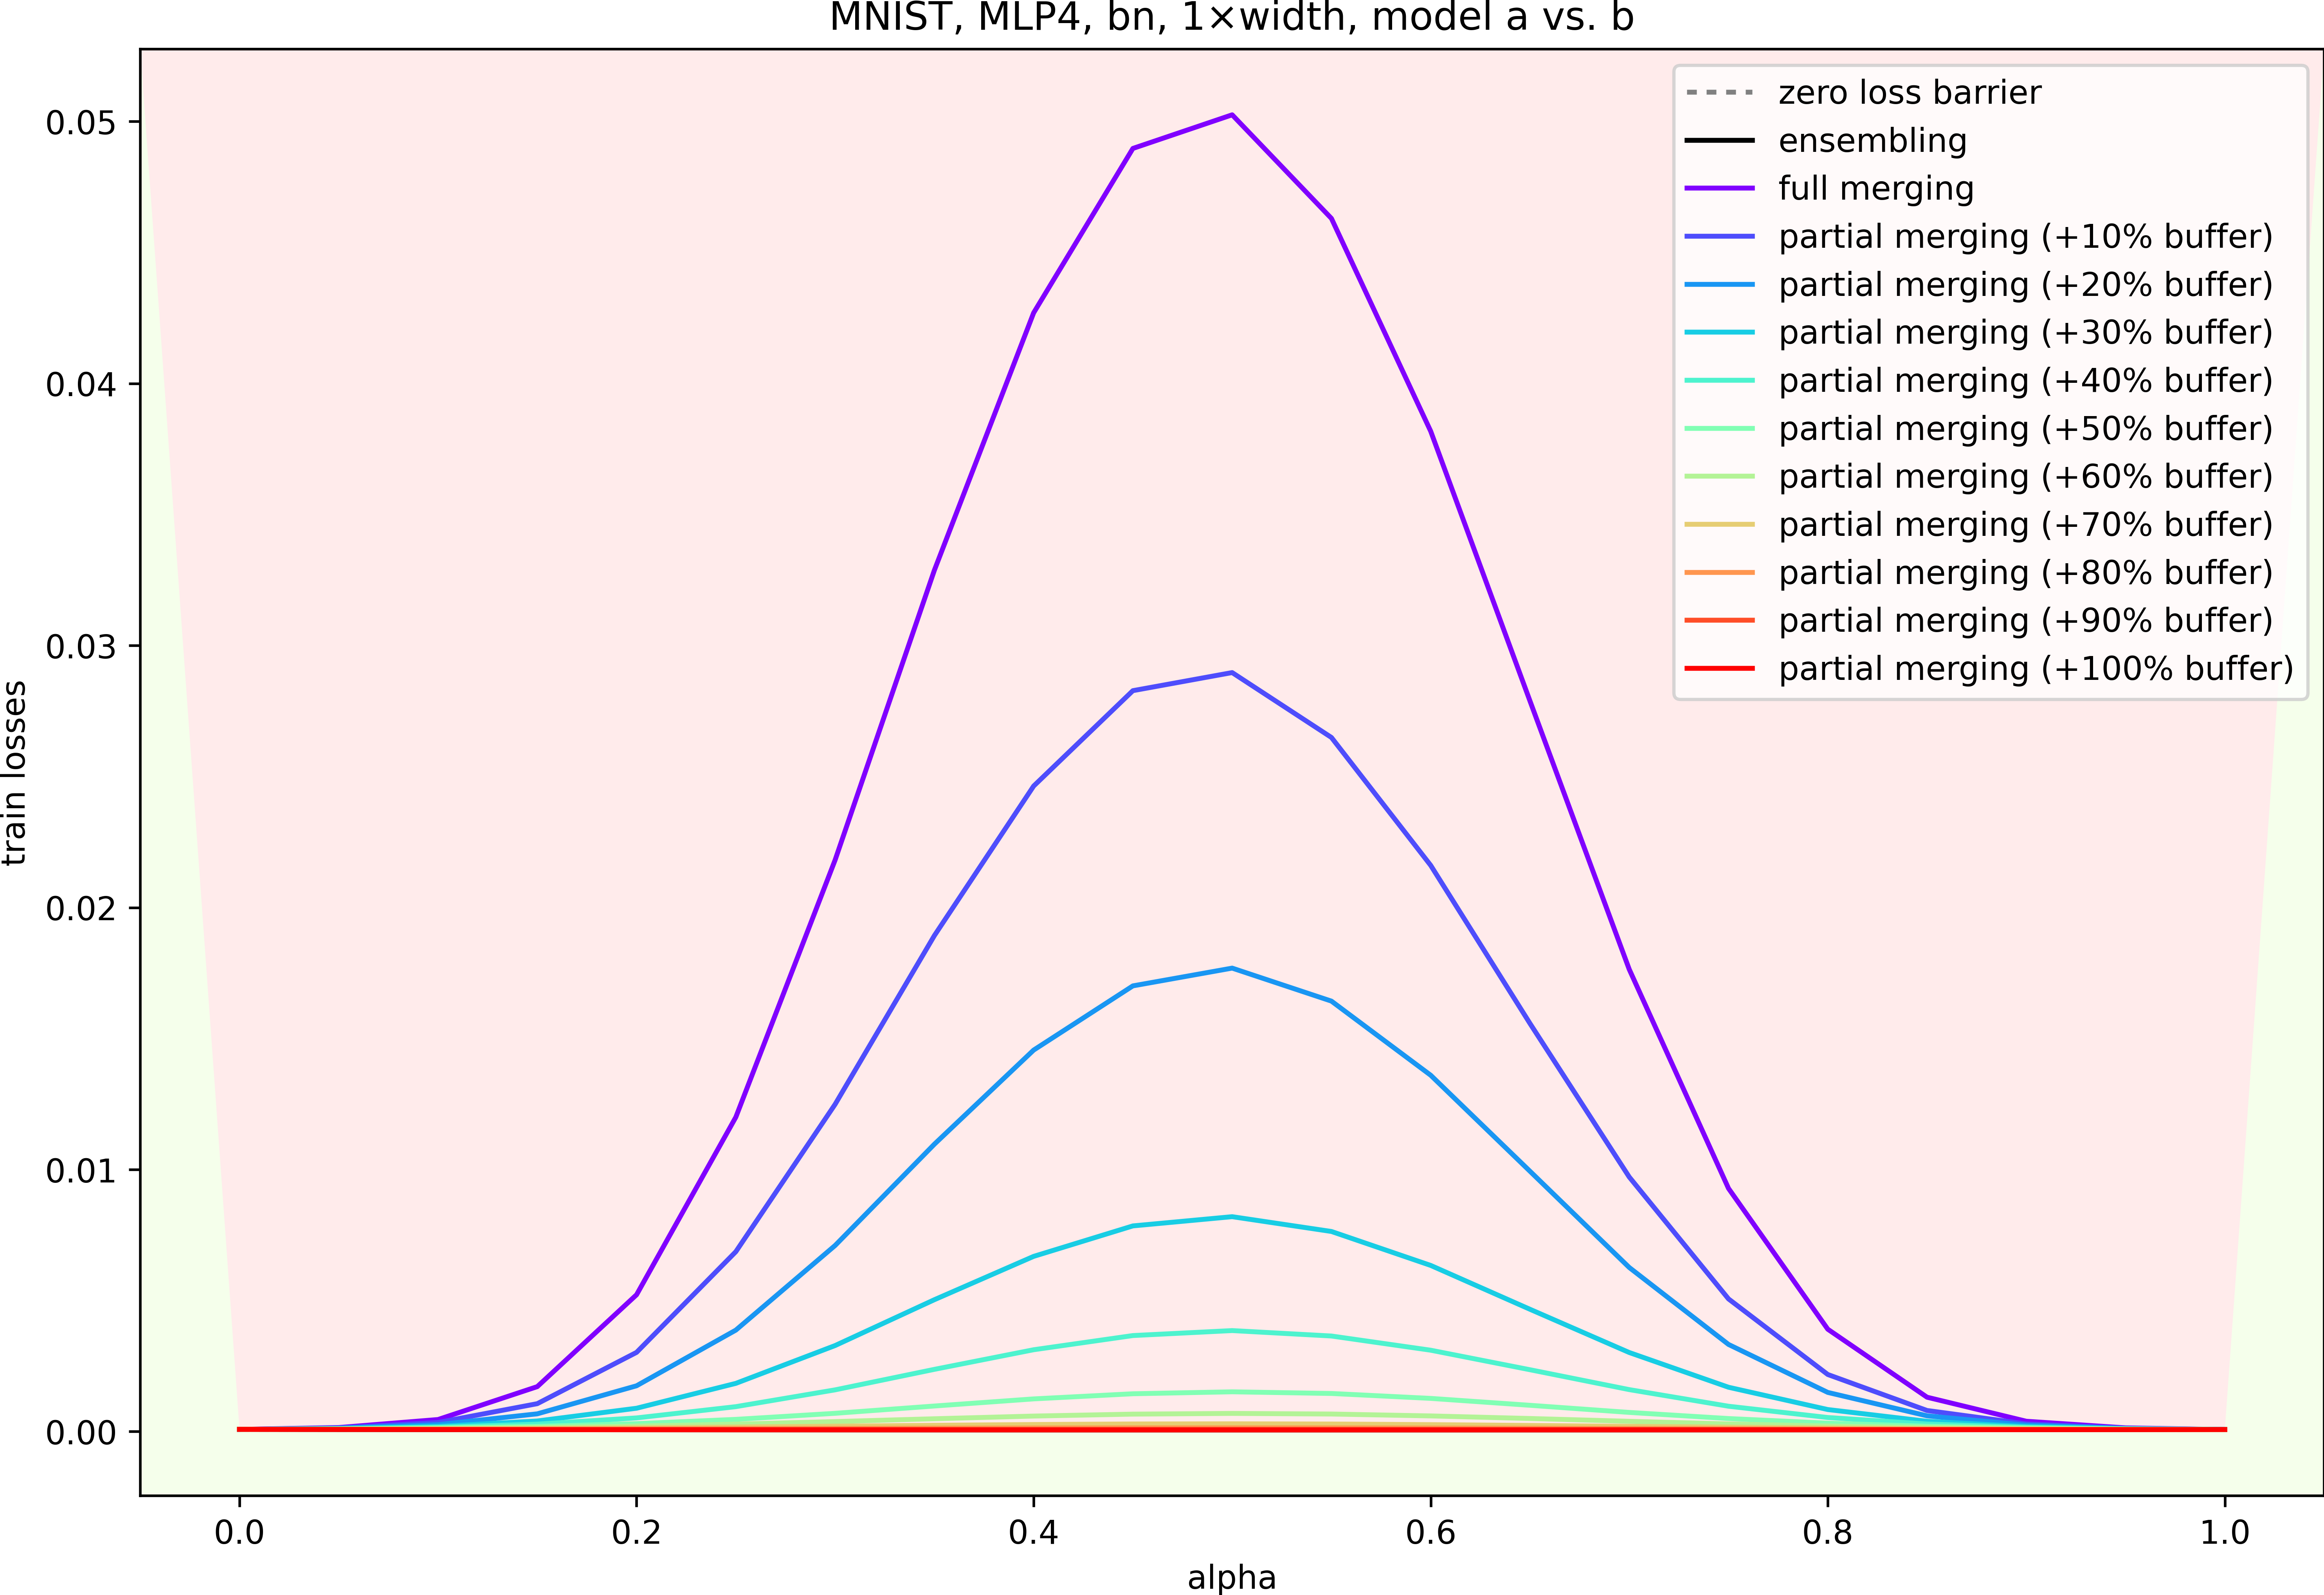 MNIST, MLP4, bn, 1×width, model a vs. b
zero loss barrier
ensembling
full merging
partial merging (+10% buffer)
partial merging (+20% buffer)
partial merging (+30% buffer)
partial merging (+40% buffer)
partial merging (+50% buffer)
partial merging (+60% buffer)
partial merging (+70% buffer)
partial merging (+80% buffer)
partial merging (+90% buffer)
partial merging (+100% buffer)
train losses
0.05
0.04
0.03
0.02
0.01
0.00
0.0 0.2 0.4 0.6 0.8 1.0
alpha